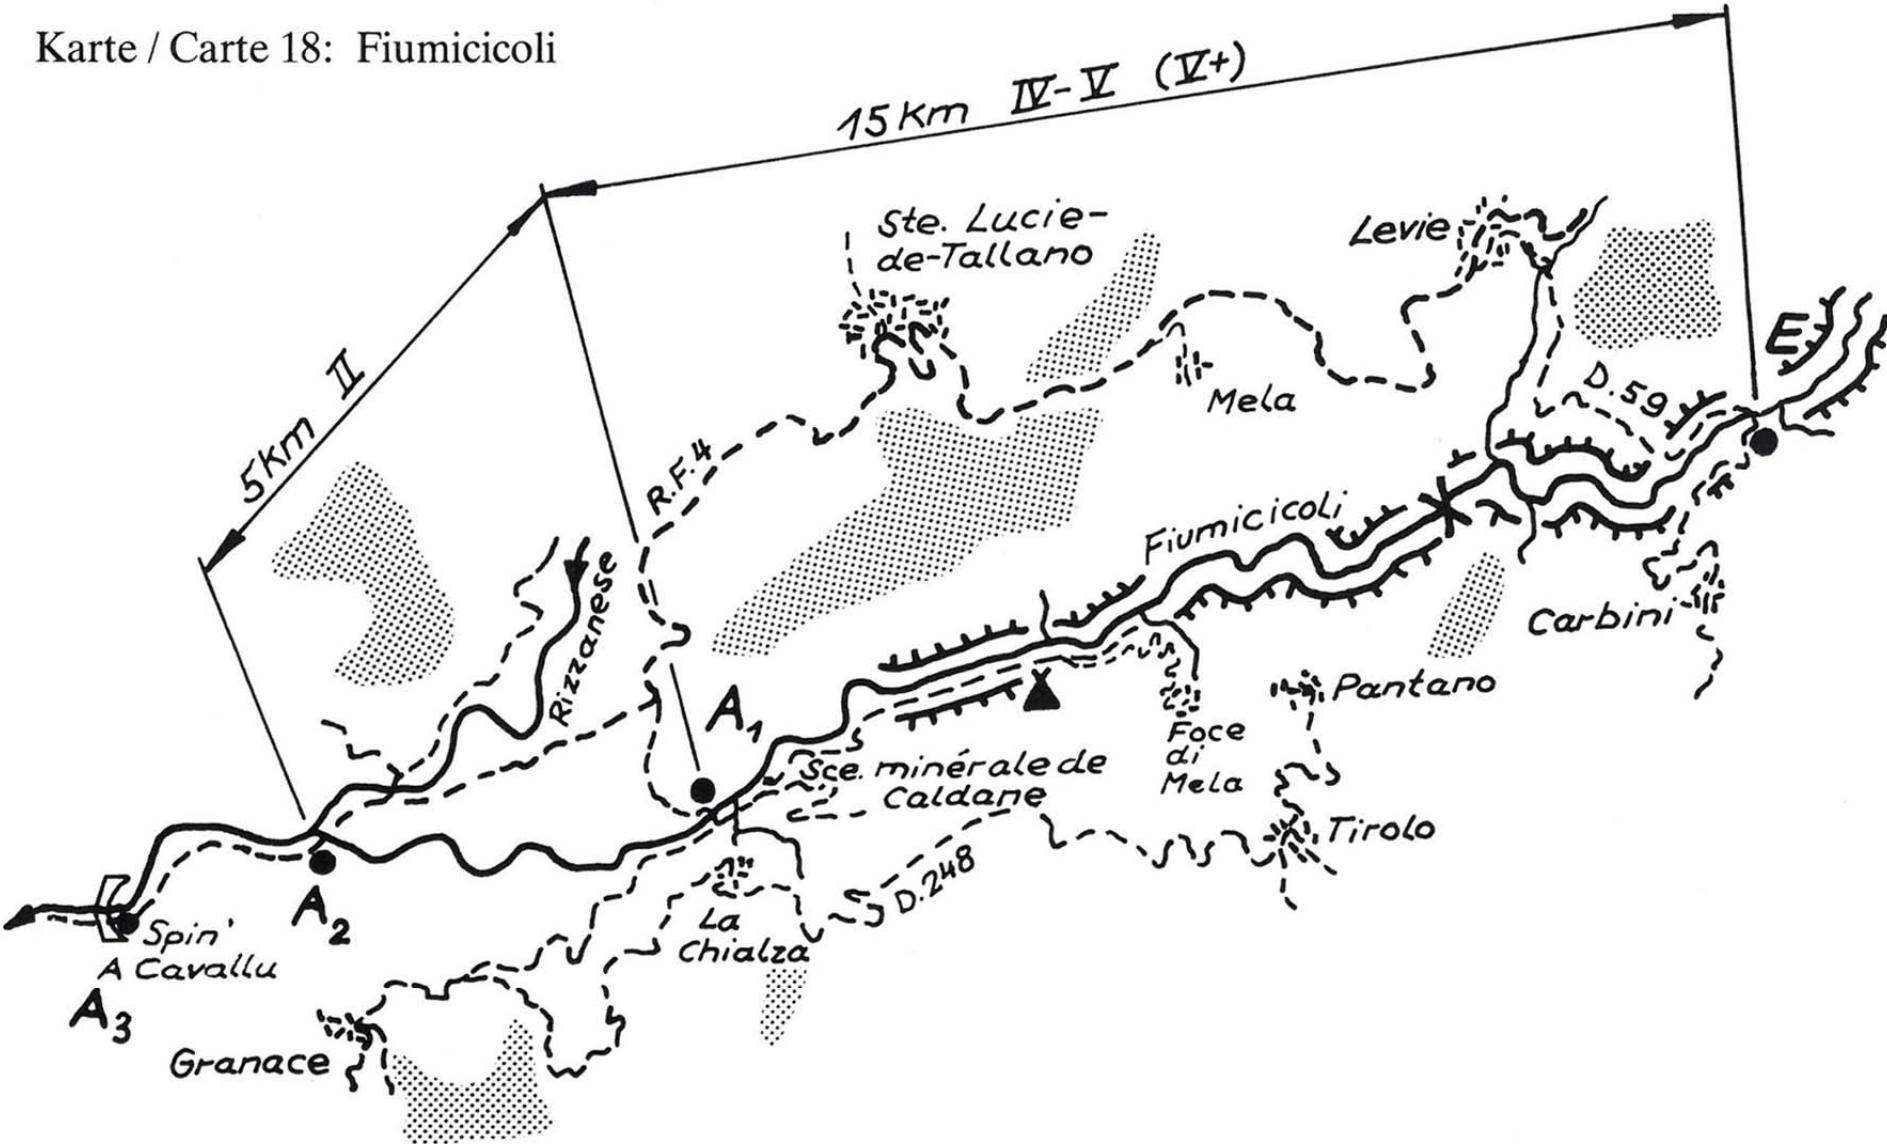 Karte / Carte 18: Fiumicicoli
15 km IV-V (V+)
5 km II
Ste. Lucie-
de-Tallano
Levie
E
Mela
D.59
R.F.4
Fiumicicoli
Rizzanese
Carbini
Pantano
A1
Foce
di
Mela
Sce. minérale de
Caldane
Tirolo
D.248
A2
La
Chialza
Spin'
A Cavallu
A3
Granace